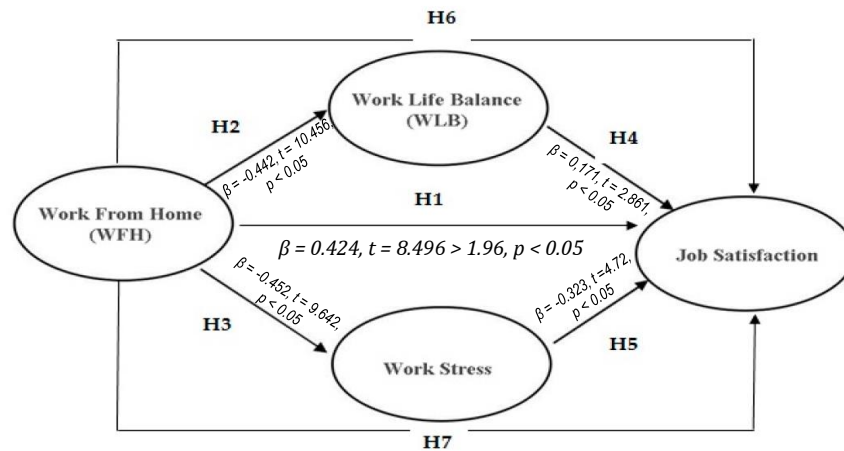 H6
Work Life Balance
(WLB)
H2
β = -0.442, t = 10.456,
p < 0.05
H4
β = 0,171, t = 2.861,
p < 0.05
Work From Home
(WFH)
H1
β = 0.424, t = 8.496 > 1.96, p < 0.05
Job Satisfaction
β = -0.452, t = 9.642,
p < 0.05
H3
β = -0.323, t =4.72,
p < 0.05
H5
Work Stress
H7